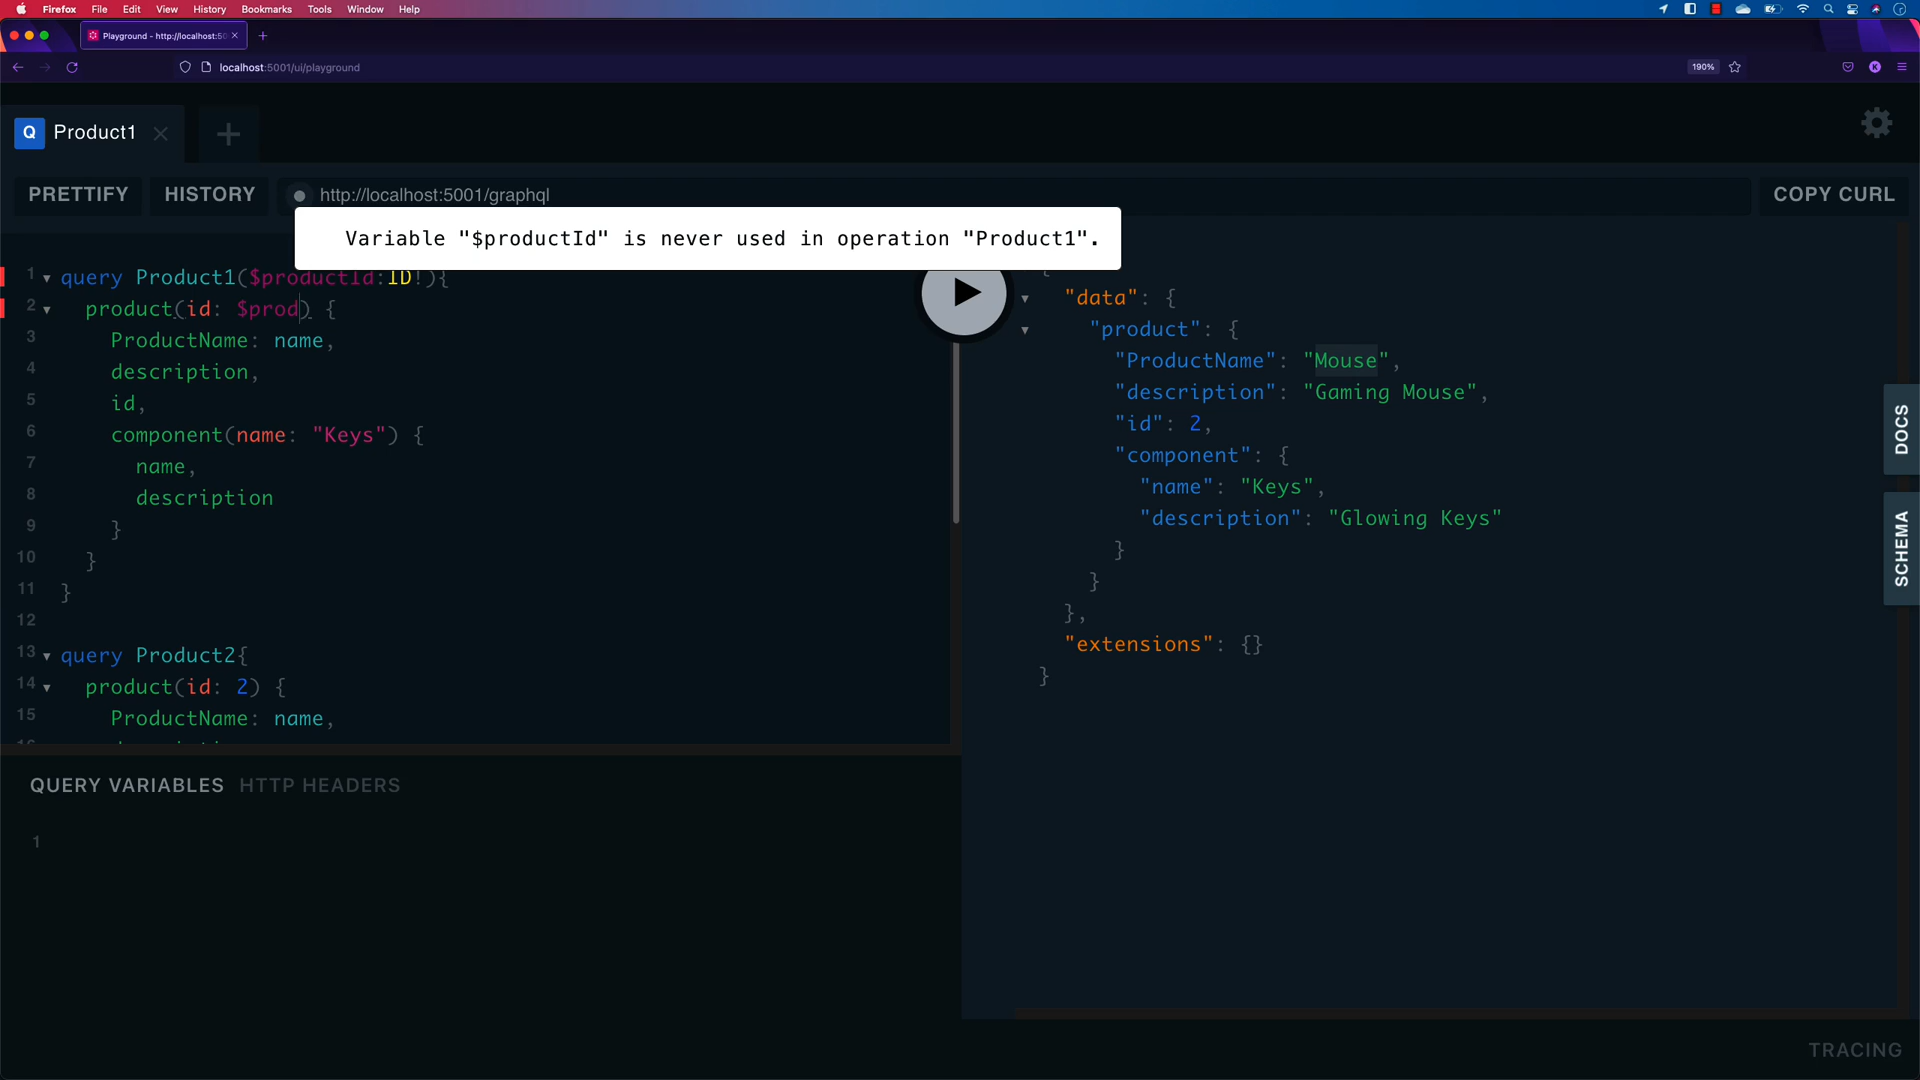 Firefox File Edit View History Bookmarks Tools Window Help
Playground - http://localhost:50
localhost:5001/ui/playground
190%
K
Q Product1
PRETTIFY HISTORY http://localhost:5001/graphql COPY CURL
Variable "$productId" is never used in operation "Product1".
1 query Product1($productId:ID!){
2 product(id: $prod) {
3 ProductName: name,
4 description,
5 id,
6 component(name: "Keys") {
7 name,
8 description
9 }
10 }
11 }
12
13 query Product2{
14 product(id: 2) {
15 ProductName: name,
{
"data": {
"product": {
"ProductName": "Mouse",
"description": "Gaming Mouse",
"id": 2,
"component": {
"name": "Keys",
"description": "Glowing Keys"
}
}
},
"extensions": {}
}
DOCS
SCHEMA
QUERY VARIABLES HTTP HEADERS
1
TRACING